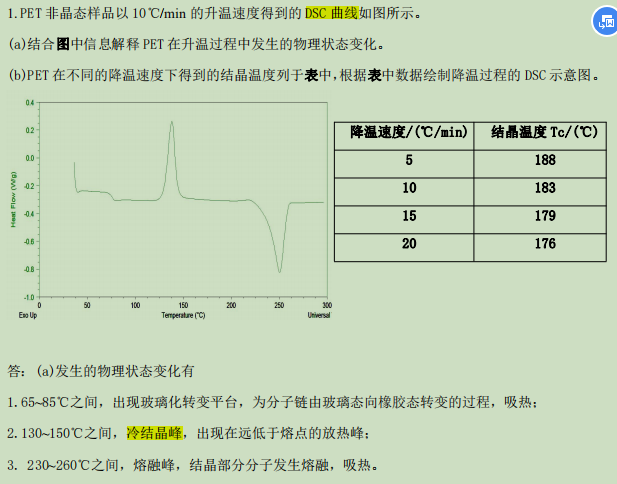 1.PET 非晶态样品以 10℃/min 的升温速度得到的 DSC 曲线如图所示。
(a)结合图中信息解释 PET 在升温过程中发生的物理状态变化。
(b)PET 在不同的降温速度下得到的结晶温度列于表中,根据表中数据绘制降温过程的 DSC 示意图。
0.4
0.2
0.0
-0.2
-0.4
-0.6
-0.8
-1.0
Heat Flow (W/g)
0 50 100 150 200 250 300
Exo Up Temperature (°C) Universal
降温速度/(℃/min) 结晶温度 Tc/(℃)
5 188
10 183
15 179
20 176
答: (a)发生的物理状态变化有
1.65~85℃之间，出现玻璃化转变平台，为分子链由玻璃态向橡胶态转变的过程，吸热；
2.130~150℃之间，冷结晶峰，出现在远低于熔点的放热峰；
3. 230~260℃之间，熔融峰，结晶部分分子发生熔融，吸热。